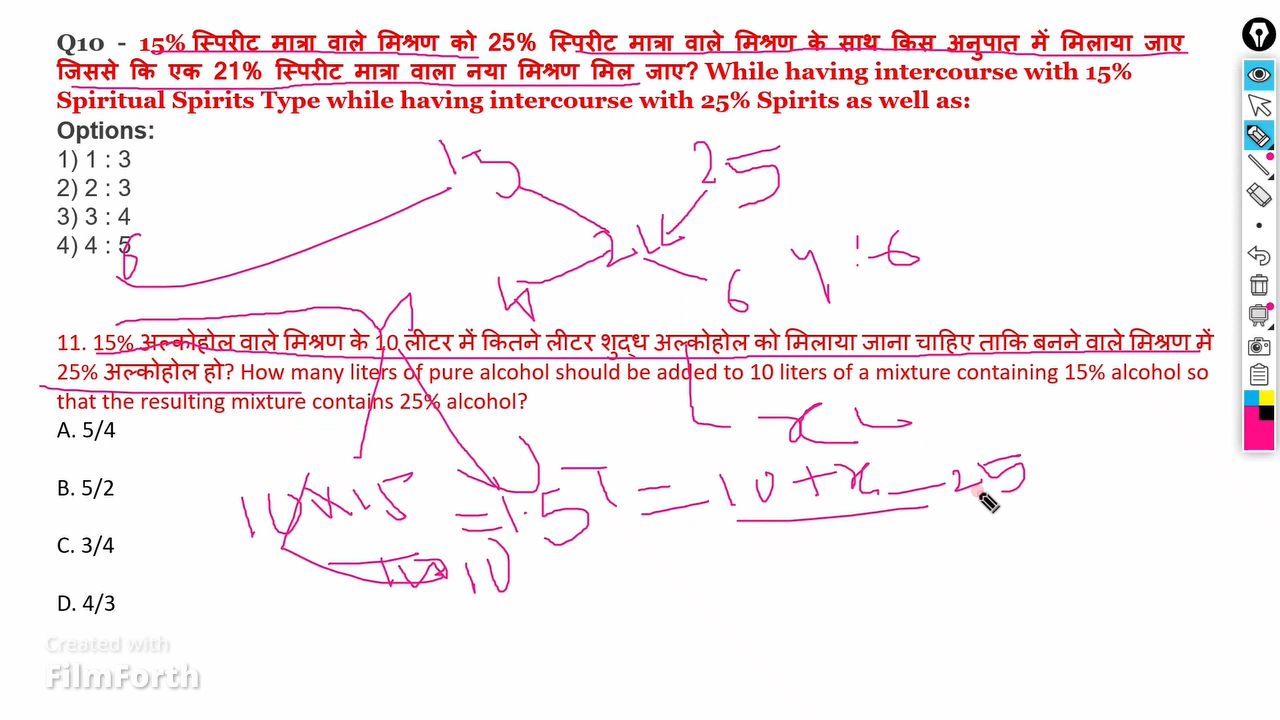 Q10 - 15% स्पिरीट मात्रा वाले मिश्रण को 25% स्पिरीट मात्रा वाले मिश्रण के साथ किस अनुपात में मिलाया जाए
जिससे कि एक 21% स्पिरीट मात्रा वाला नया मिश्रण मिल जाए? While having intercourse with 15%
Spiritual Spirits Type while having intercourse with 25% Spirits as well as:
Options:
1) 1 : 3
2) 2 : 3
3) 3 : 4
4) 4 : 5
15
25
21
6
6
4 : 6
11. 15% अल्कोहोल वाले मिश्रण के 10 लीटर में कितने लीटर शुद्ध अल्कोहोल को मिलाया जाना चाहिए ताकि बनने वाले मिश्रण में
25% अल्कोहोल हो? How many liters of pure alcohol should be added to 10 liters of a mixture containing 15% alcohol so
that the resulting mixture contains 25% alcohol?
A. 5/4
B. 5/2
C. 3/4
D. 4/3
10 × 15 = 1.5
= 10 + x - 25
Created with
FilmForth